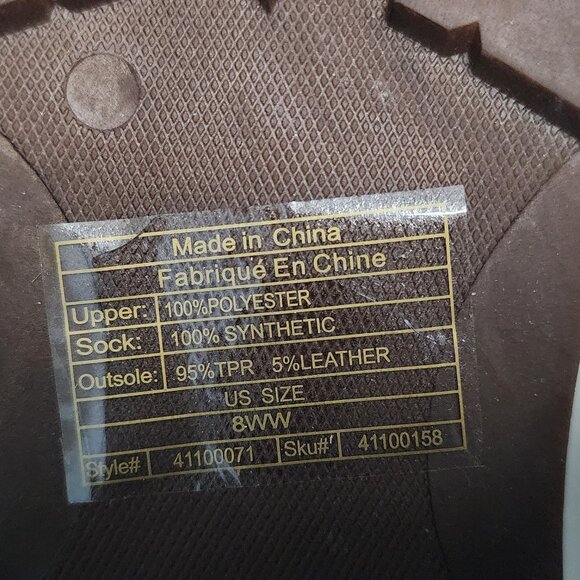 Made in China
Fabriqué En Chine
Upper: 100%POLYESTER
Sock: 100% SYNTHETIC
Outsole: 95%TPR 5%LEATHER
US SIZE
8WW
Style# 41100071 Sku# 41100158